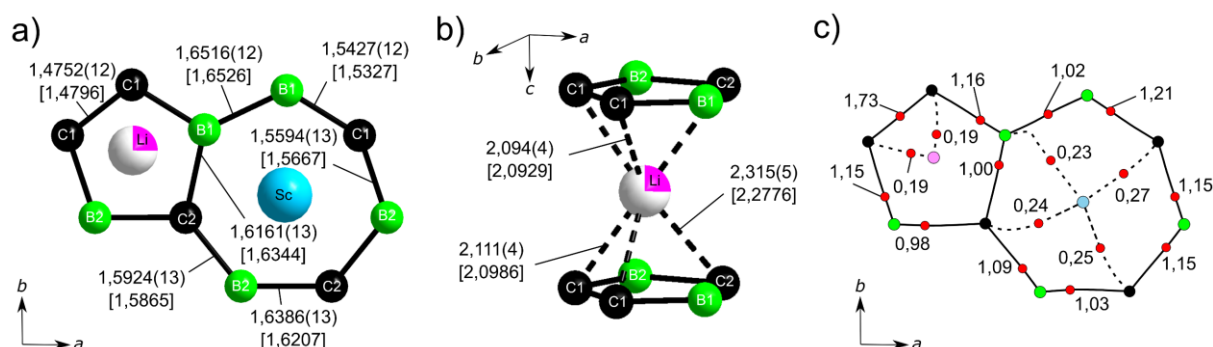 a)
1,4752(12)
[1,4796]
1,6516(12)
[1,6526]
1,5427(12)
[1,5327]
C1
B1
C1
B1
C1
1,5594(13)
[1,5667]
Li
Sc
B2
C2
B2
1,6161(13)
[1,6344]
1,5924(13)
[1,5865]
B2
C2
1,6386(13)
[1,6207]
b
a
b)
b
a
c
B2
C2
C1
C1
B1
2,094(4)
[2,0929]
2,315(5)
[2,2776]
Li
2,111(4)
[2,0986]
B2
C2
C1
C1
B1
c)
1,16
1,02
1,21
1,73
0,19
0,23
1,00
0,27
1,15
0,19
0,24
1,15
0,98
0,25
1,09
1,15
1,03
b
a